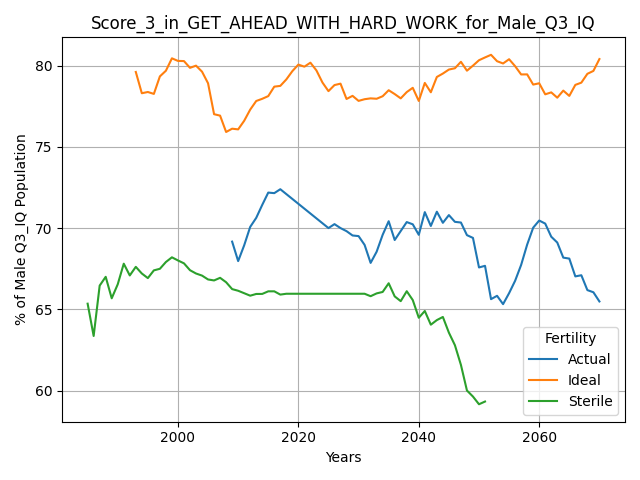 Score_3_in_GET_AHEAD_WITH_HARD_WORK_for_Male_Q3_IQ
% of Male Q3_IQ Population
80
75
70
65
60
2000
2020
2040
2060
Years
Fertility
Actual
Ideal
Sterile